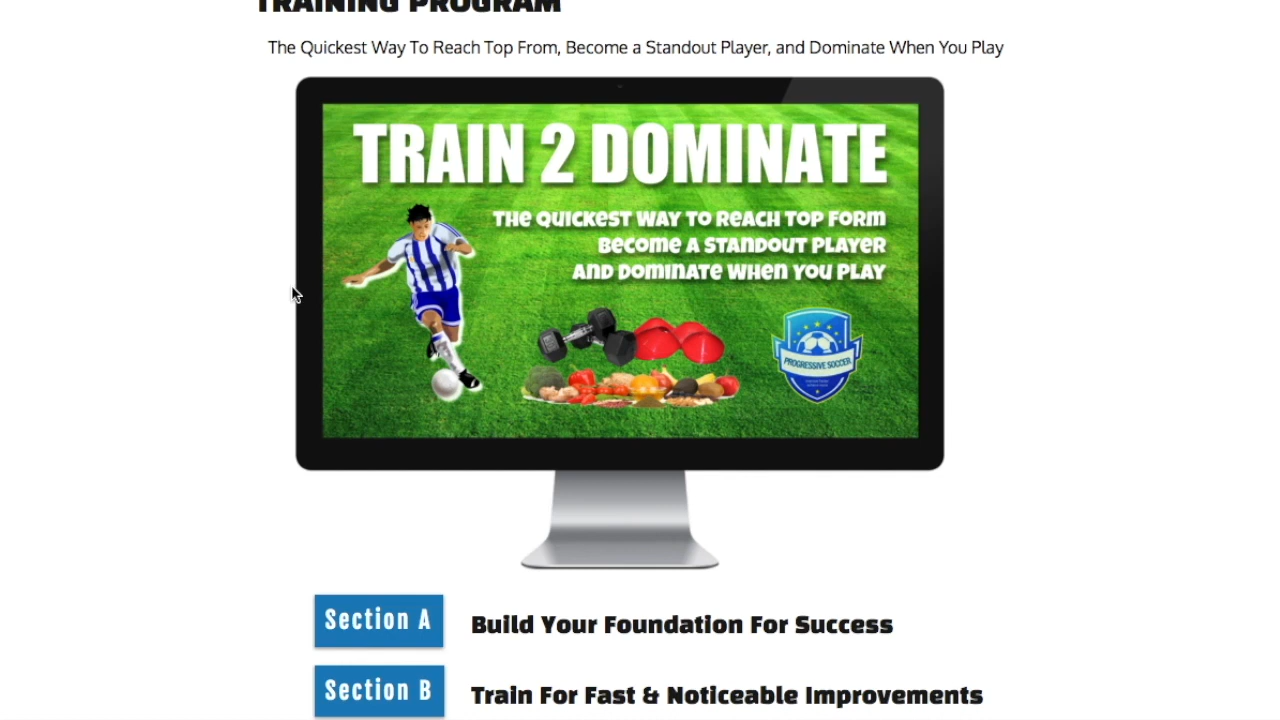 TRAINING PROGRAM
The Quickest Way To Reach Top From, Become a Standout Player, and Dominate When You Play
TRAIN 2 DOMINATE
THE QUICKEST WAY TO REACH TOP FORM
BECOME A STANDOUT PLAYER
AND DOMINATE WHEN YOU PLAY
PROGRESSIVE SOCCER
Section A
Build Your Foundation For Success
Section B
Train For Fast & Noticeable Improvements